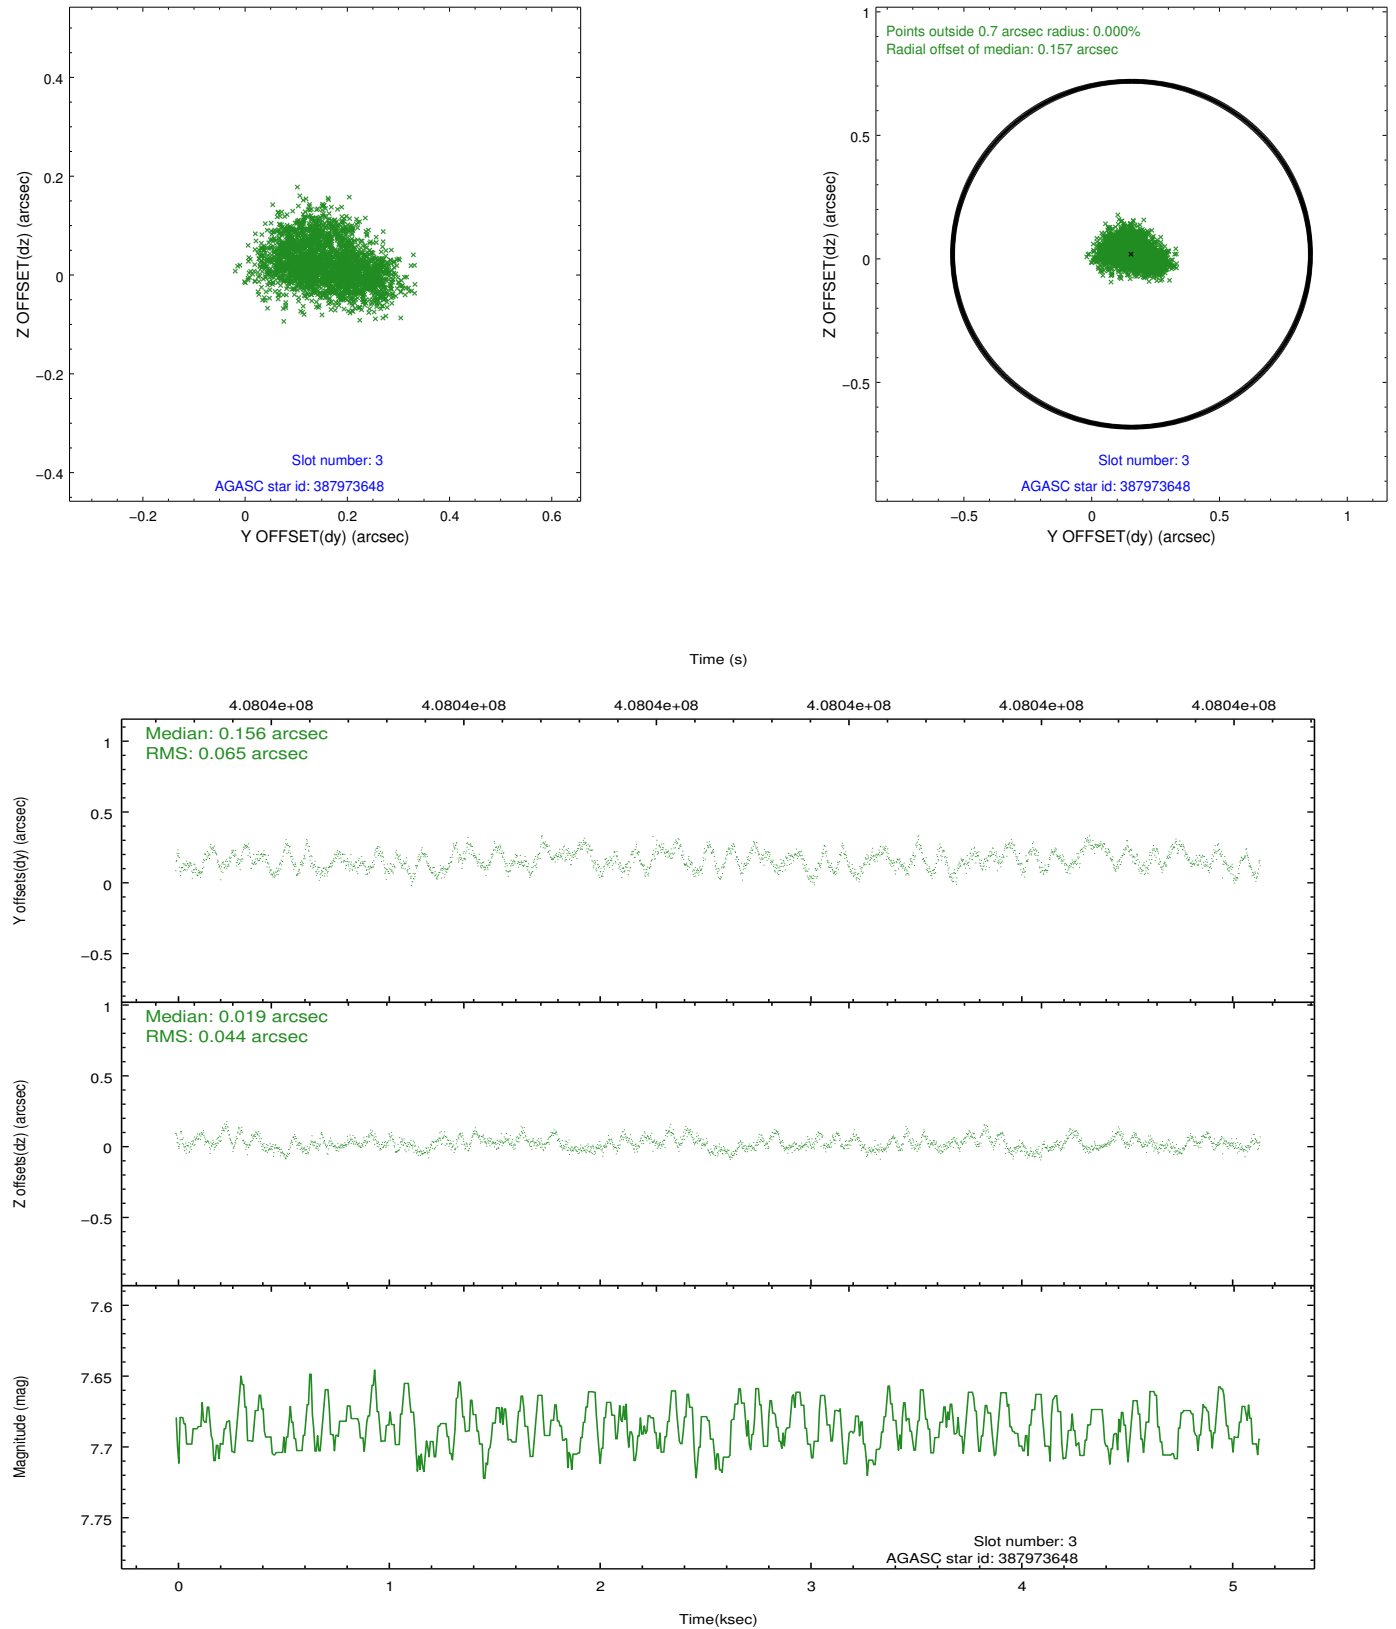 0.4
0.2
0
−0.2
−0.4
Z OFFSET(dz) (arcsec)
Slot number: 3
AGASC star id: 387973648
−0.2
0
0.2
0.4
0.6
Y OFFSET(dy) (arcsec)
Points outside 0.7 arcsec radius: 0.000%
Radial offset of median: 0.157 arcsec
1
0.5
0
−0.5
Z OFFSET(dz) (arcsec)
Slot number: 3
AGASC star id: 387973648
−0.5
0
0.5
1
Y OFFSET(dy) (arcsec)
Time (s)
4.0804e+08
4.0804e+08
4.0804e+08
4.0804e+08
4.0804e+08
4.0804e+08
Median: 0.156 arcsec
RMS: 0.065 arcsec
1
0.5
0
−0.5
Y offsets(dy) (arcsec)
Median: 0.019 arcsec
RMS: 0.044 arcsec
1
0.5
0
−0.5
Z offsets(dz) (arcsec)
7.6
7.65
7.7
7.75
Magnitude (mag)
Slot number: 3
AGASC star id: 387973648
0
1
2
3
4
5
Time(ksec)